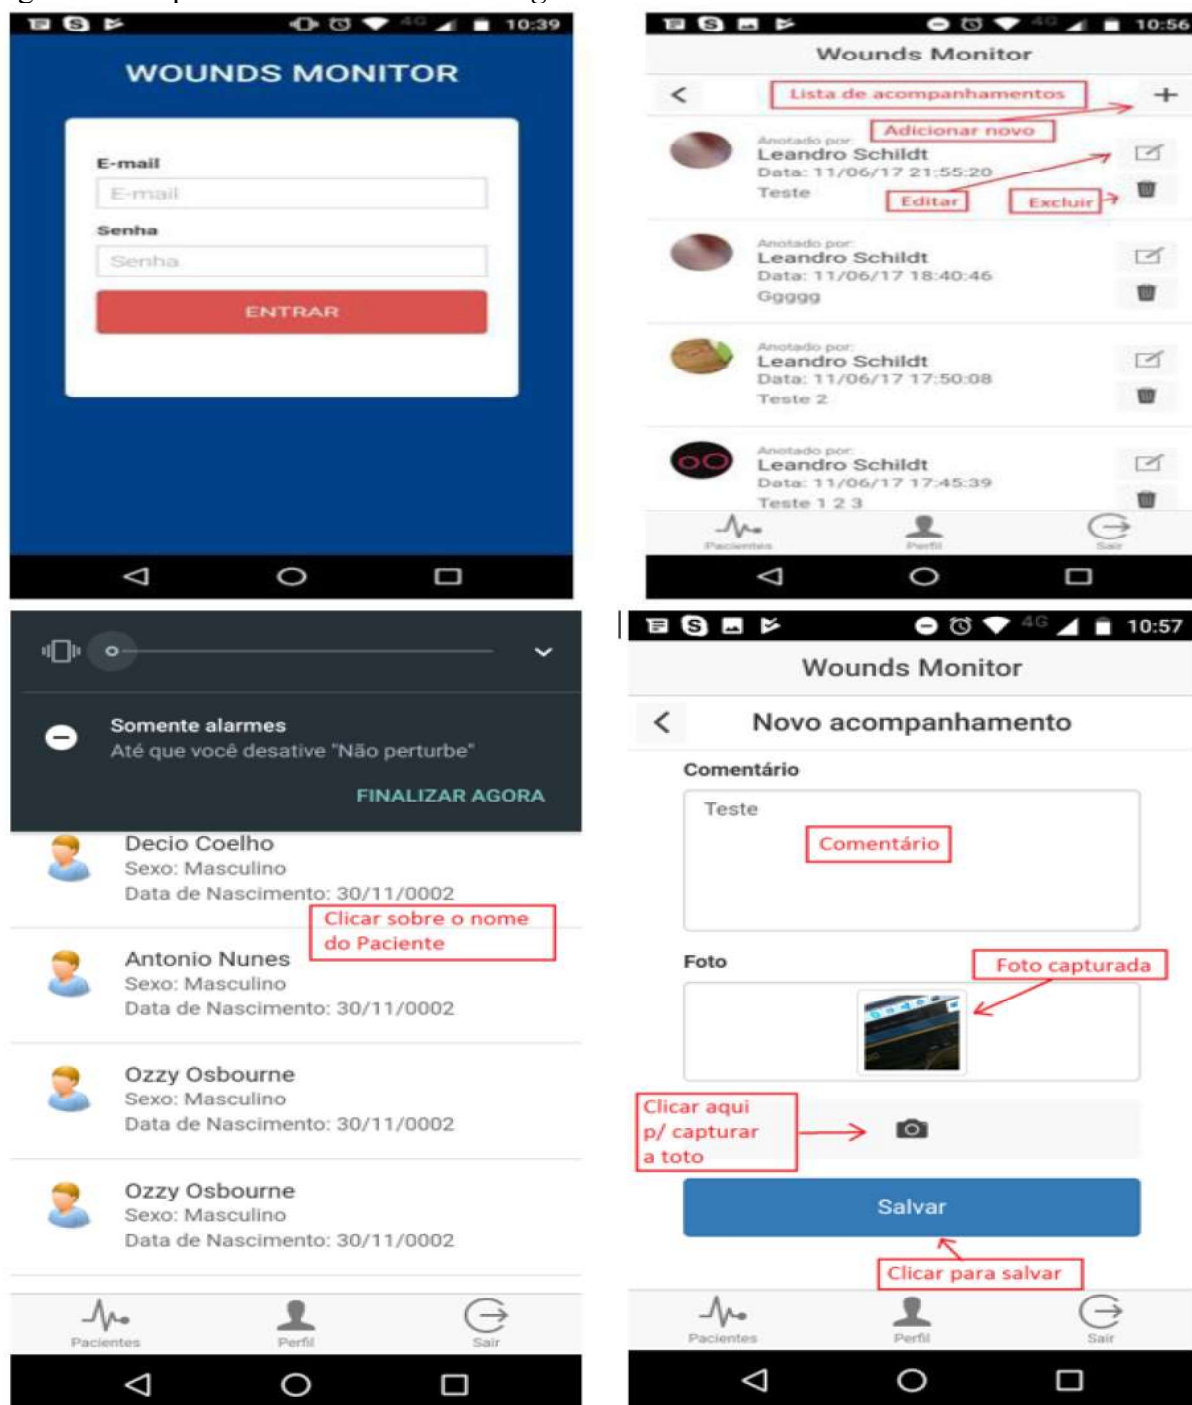 10:39
WOUNDS MONITOR
E-mail
E-mail
Senha
Senha
ENTRAR
4G 10:56
Wounds Monitor
Lista de acompanhamentos
Adicionar novo
Anotado por:
Leandro Schildt
Data: 11/06/17 21:55:20
Teste
Editar
Excluir
Anotado por:
Leandro Schildt
Data: 11/06/17 18:40:46
Ggggg
Anotado por:
Leandro Schildt
Data: 11/06/17 17:50:08
Teste 2
Anotado por:
Leandro Schildt
Data: 11/06/17 17:45:39
Teste 1 2 3
Pacientes Perfil Sair
Somente alarmes
Até que você desative "Não perturbe"
FINALIZAR AGORA
Decio Coelho
Sexo: Masculino
Data de Nascimento: 30/11/0002
Clicar sobre o nome
do Paciente
Antonio Nunes
Sexo: Masculino
Data de Nascimento: 30/11/0002
Ozzy Osbourne
Sexo: Masculino
Data de Nascimento: 30/11/0002
Ozzy Osbourne
Sexo: Masculino
Data de Nascimento: 30/11/0002
Pacientes Perfil Sair
4G 10:57
Wounds Monitor
Novo acompanhamento
Comentário
Teste
Comentário
Foto
Foto capturada
Clicar aqui
p/ capturar
a toto
Salvar
Clicar para salvar
Pacientes Perfil Sair